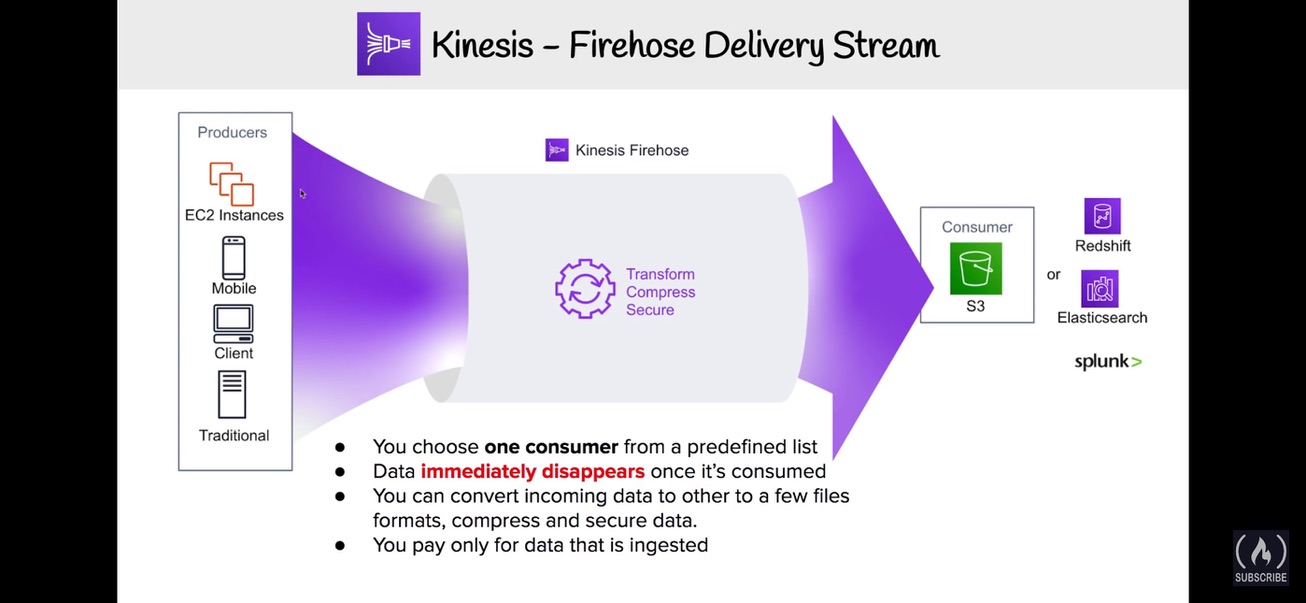 Kinesis – Firehose Delivery Stream
Producers
EC2 Instances
Mobile
Client
Traditional
Kinesis Firehose
Transform
Compress
Secure
Consumer
S3
or
Redshift
Elasticsearch
splunk>
● You choose one consumer from a predefined list
● Data immediately disappears once it's consumed
● You can convert incoming data to other to a few files
formats, compress and secure data.
● You pay only for data that is ingested
SUBSCRIBE